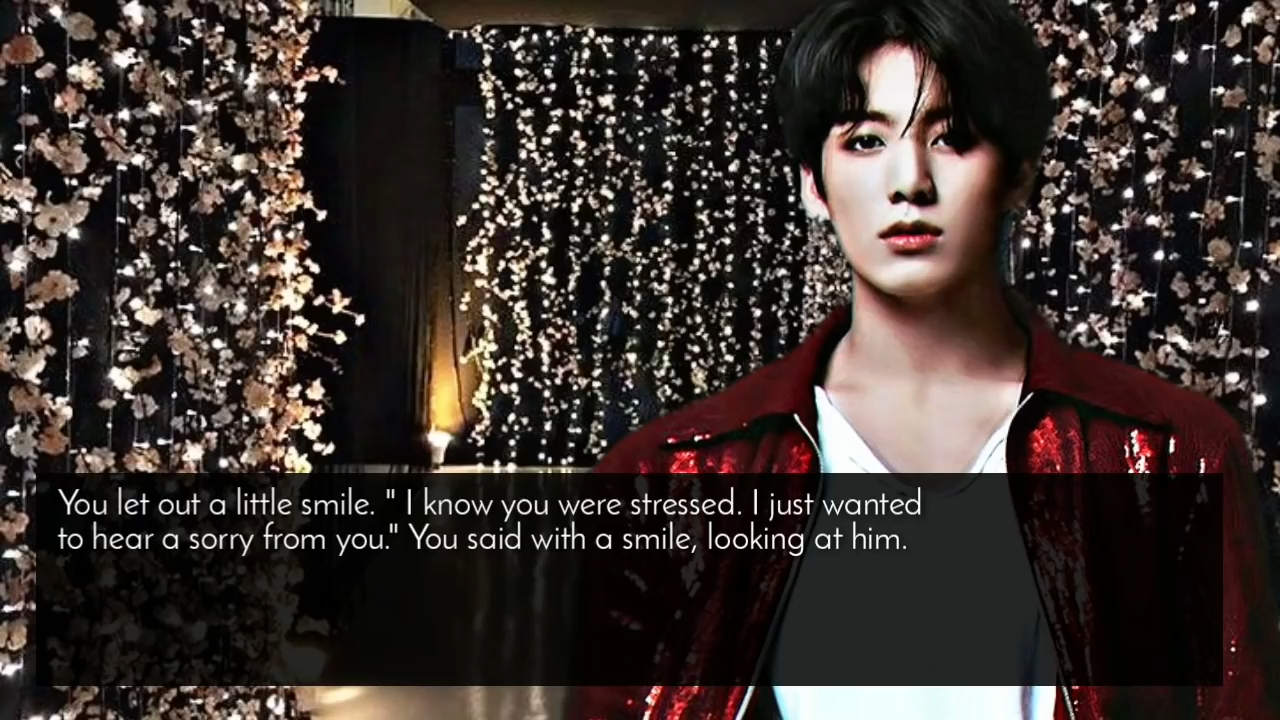 You let out a little smile. " I know you were stressed. I just wanted
to hear a sorry from you." You said with a smile, looking at him.